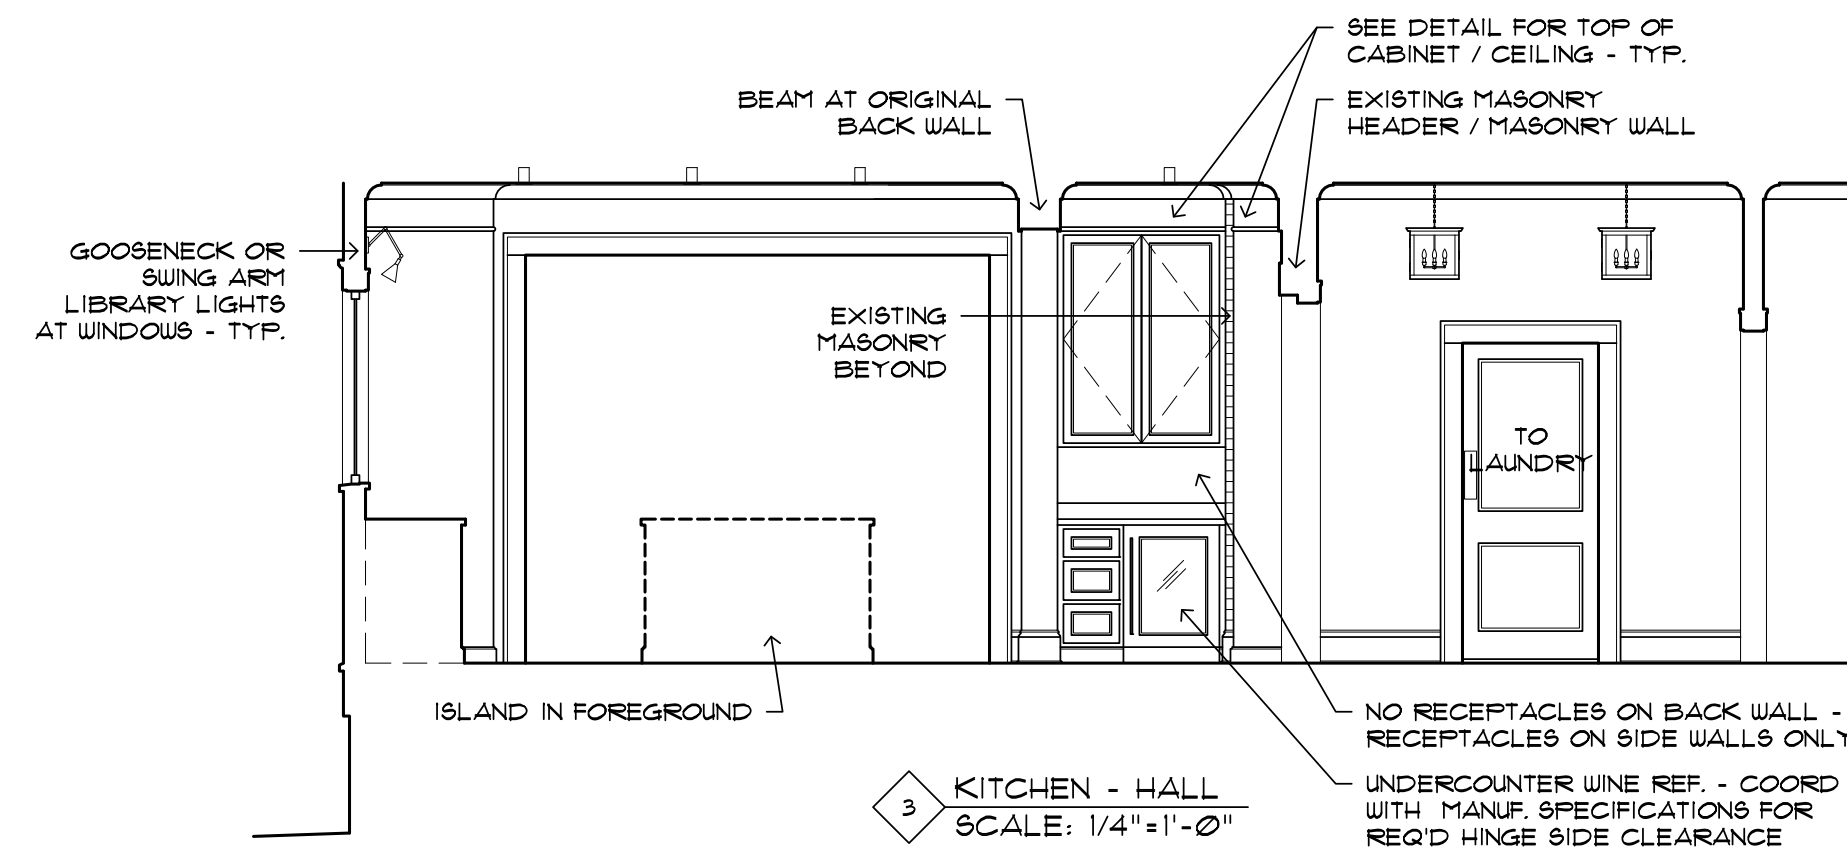 SEE DETAIL FOR TOP OF
CABINET / CEILING - TYP.
BEAM AT ORIGINAL
BACK WALL
EXISTING MASONRY
HEADER / MASONRY WALL
GOOSENECK OR
SWING ARM
LIBRARY LIGHTS
AT WINDOWS - TYP.
EXISTING
MASONRY
BEYOND
TO
LAUNDRY
ISLAND IN FOREGROUND
NO RECEPTACLES ON BACK WALL -
RECEPTACLES ON SIDE WALLS ONLY
UNDERCOUNTER WINE REF. - COORD
WITH MANUF. SPECIFICATIONS FOR
REQ'D HINGE SIDE CLEARANCE
3
KITCHEN - HALL
SCALE: 1/4"=1'-0"